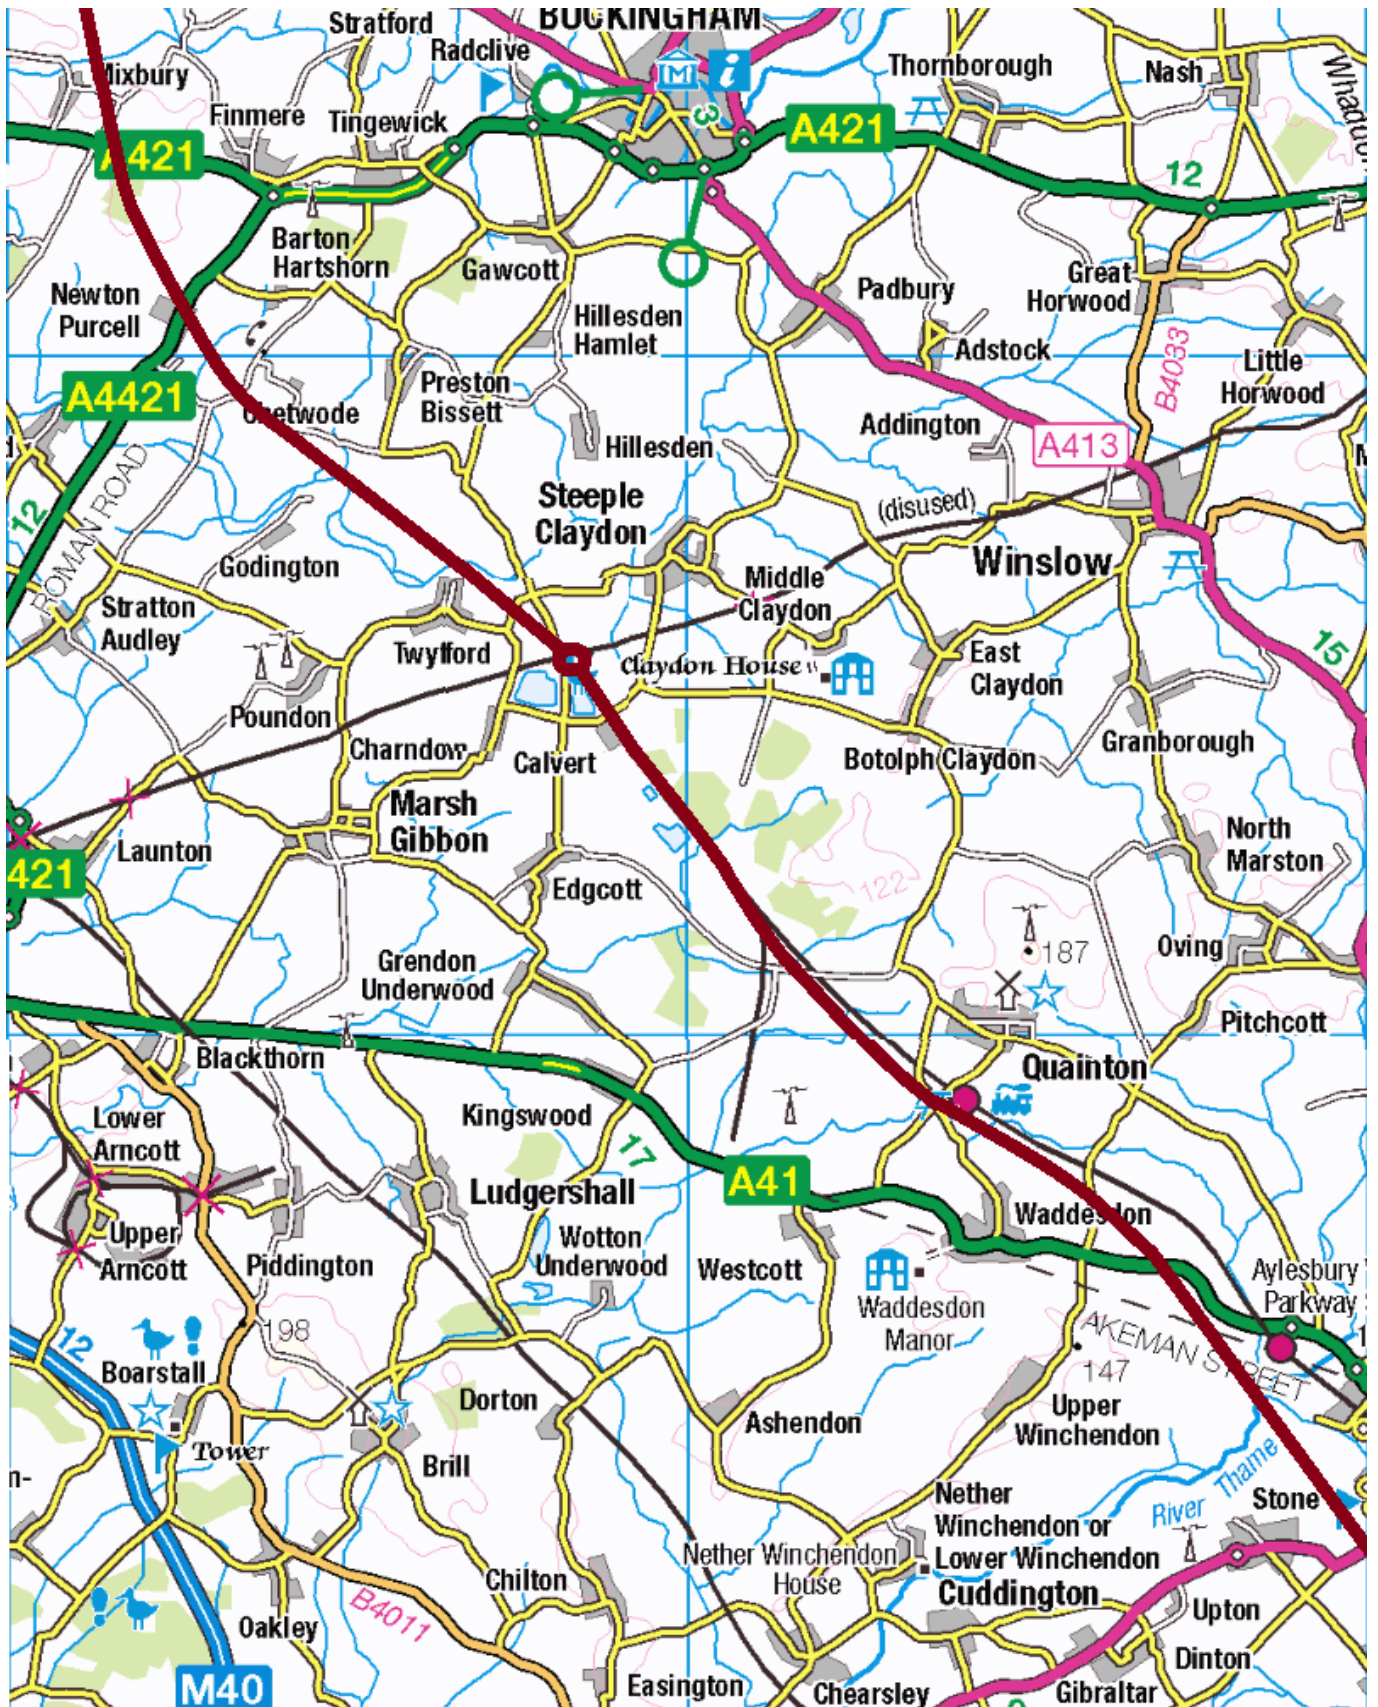 BUCKINGHAM
Stratford
Radclive
Mixbury
Thornborough
Nash
Finmere
Tingewick
A421
A421
3
12
Barton
Hartshorn
Gawcott
Newton
Purcell
Hillesden
Hamlet
Padbury
Great
Horwood
B4033
Adstock
Little
Horwood
A4421
Chetwode
Preston
Bissett
Addington
A413
Hillesden
ROMAN ROAD
12
Steeple
Claydon
(disused)
Winslow
Godington
Middle
Claydon
Stratton
Audley
Twyford
Claydon House
East
Claydon
15
Poundon
Charndon
Calvert
Botolph Claydon
Granborough
Marsh
Gibbon
Launton
421
Edgcott
122
North
Marston
Grendon
Underwood
187
Oving
Pitchcott
Blackthorn
Quainton
Kingswood
17
Lower
Arncott
A41
Ludgershall
Waddesdon
Upper
Arncott
Piddington
Wotton
Underwood
Westcott
Aylesbury
Parkway
Waddesdon
Manor
198
12
AKEMAN STREET
147
Boarstall
Dorton
Ashendon
Upper
Winchendon
Tower
Brill
River Thame
Stone
Nether
Winchendon or
Lower Winchendon
Nether Winchendon
House
Cuddington
Chilton
B4011
Oakley
Upton
Dinton
M40
Easington
Chearsley
Gibraltar